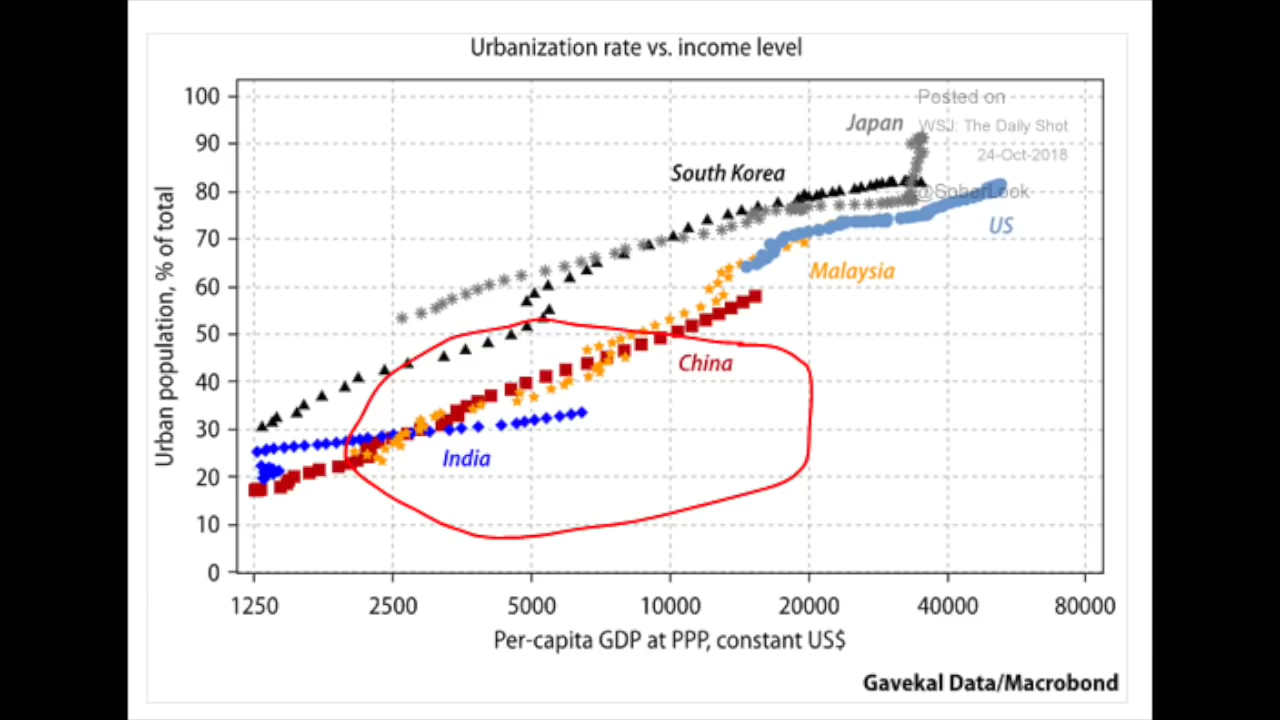 Urbanization rate vs. income level
Urban population, % of total
100
90
80
70
60
50
40
30
20
10
0
1250 2500 5000 10000 20000 40000 80000
Per-capita GDP at PPP, constant US$
Japan
South Korea
US
Malaysia
China
India
Posted on
WSJ: The Daily Shot
24-Oct-2018
@SoberLook
Gavekal Data/Macrobond